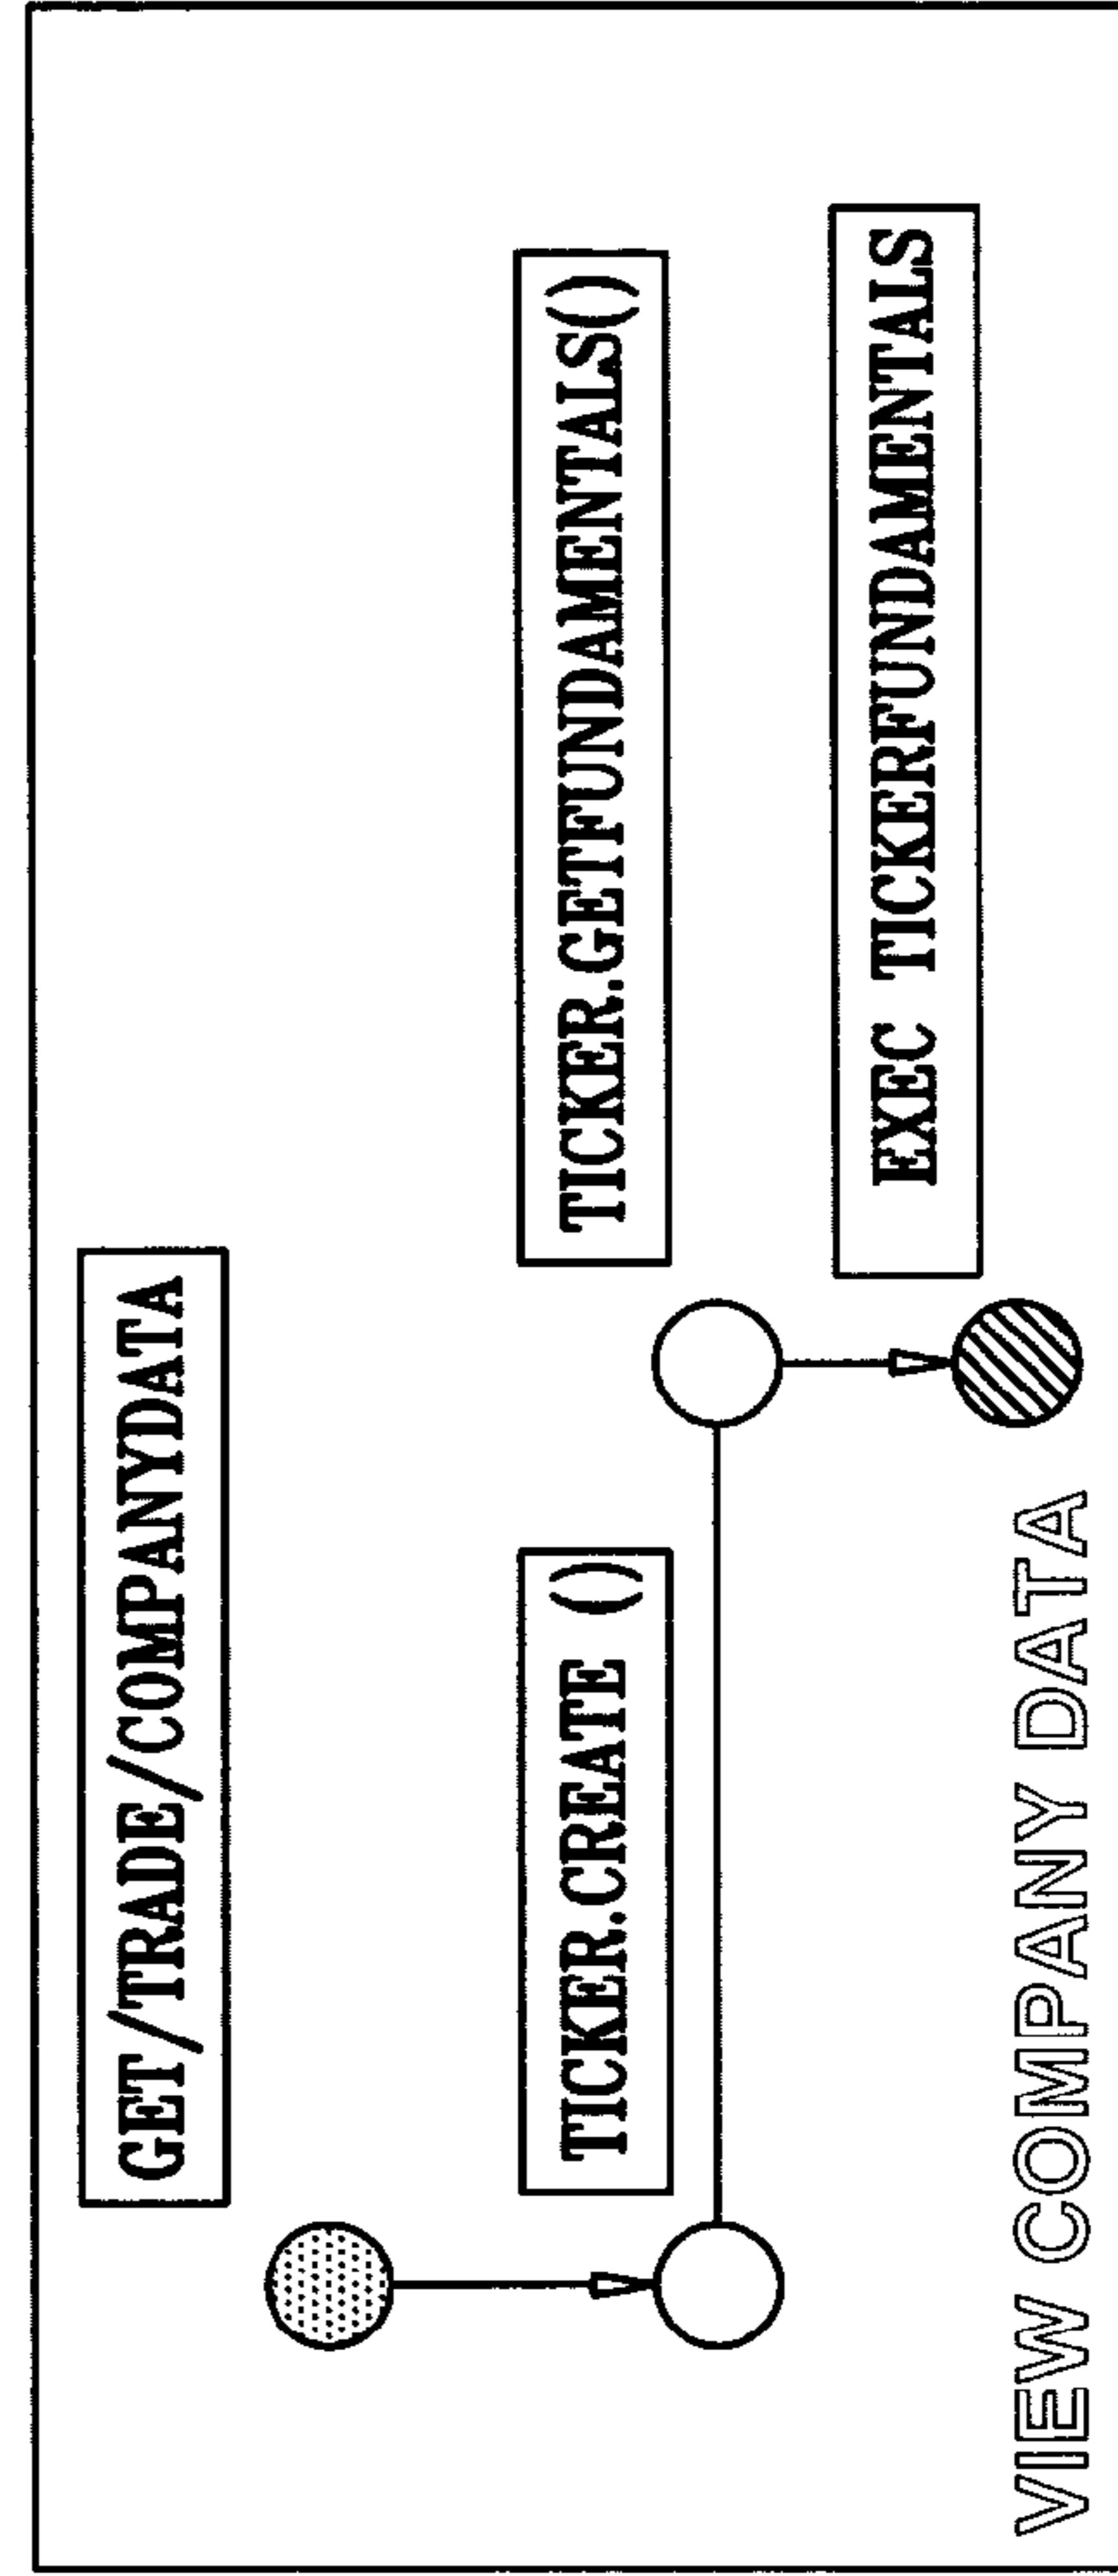 GET/TRADE/COMPANYDATA
TICKER.CREATE ()
TICKER.GETFUNDAMENTALS()
EXEC TICKERFUNDAMENTALS
VIEW COMPANY DATA